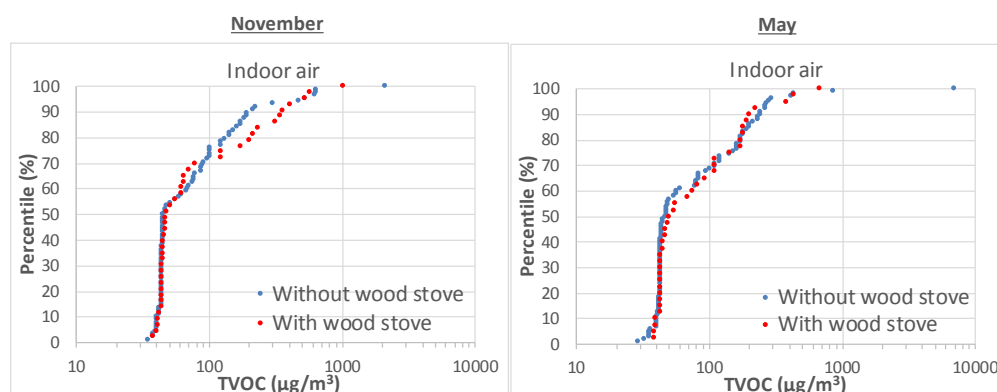 November
Indoor air
Percentile (%)
100
90
80
70
60
50
40
30
20
10
0
Without wood stove
With wood stove
10
100
1000
10000
TVOC (µg/m³)
May
Indoor air
Percentile (%)
100
90
80
70
60
50
40
30
20
10
0
Without wood stove
With wood stove
10
100
1000
10000
TVOC (µg/m³)